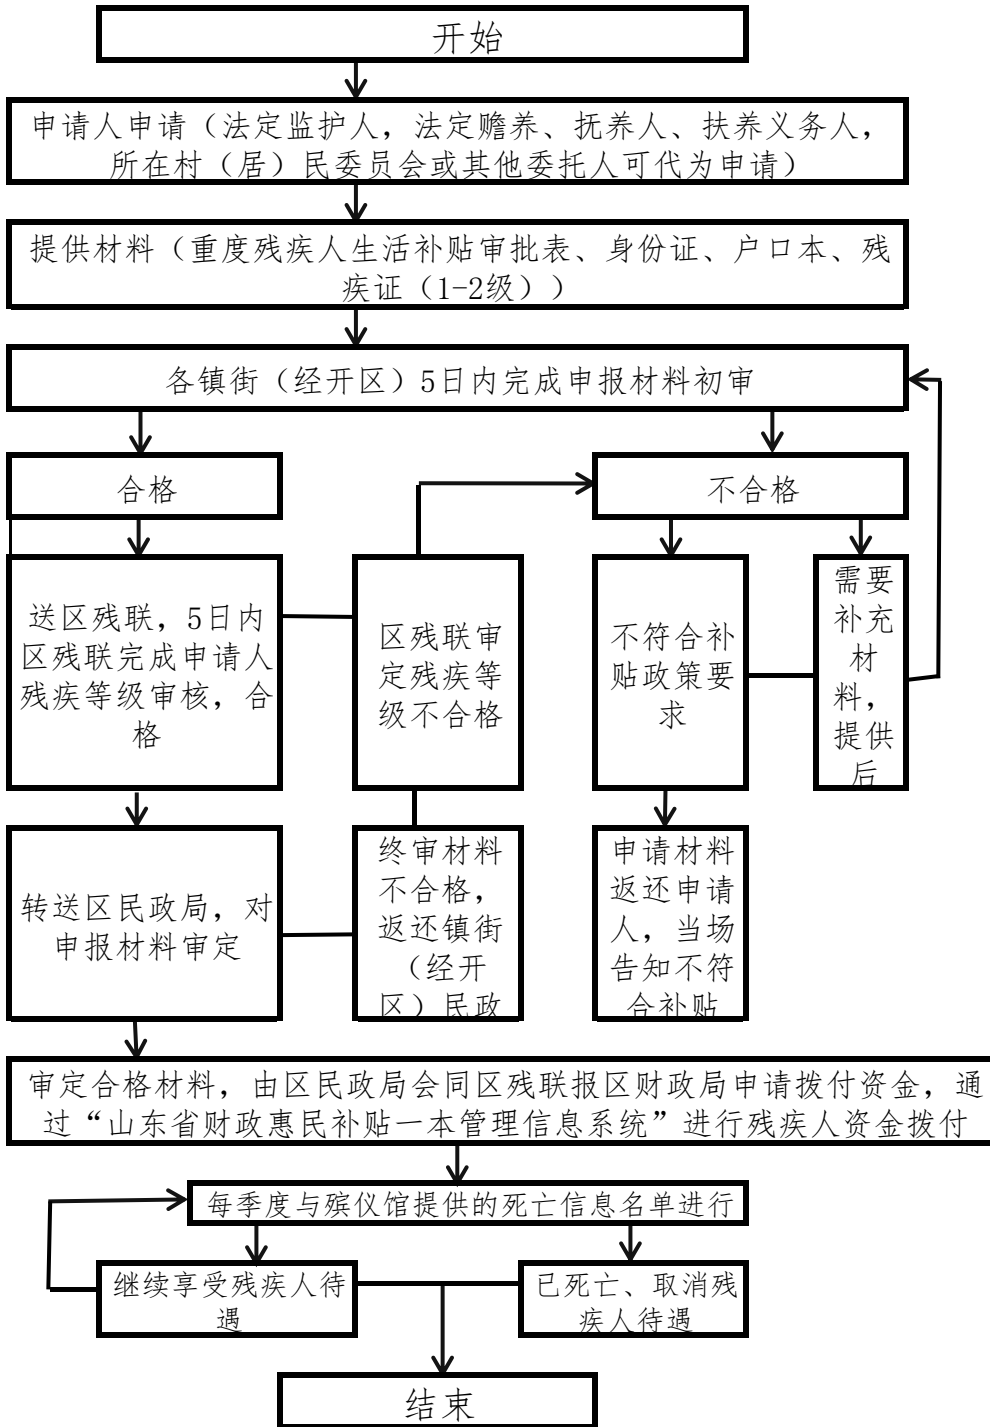 开始
申请人申请（法定监护人，法定赡养、抚养人、扶养义务人，
所在村（居）民委员会或其他委托人可代为申请）
提供材料（重度残疾人生活补贴审批表、身份证、户口本、残
疾证（1-2级））
各镇街（经开区）5日内完成申报材料初审
合格
不合格
送区残联，5日内
区残联完成申请人
残疾等级审核，合
格
区残联审
定残疾等
级不合格
不符合补
贴政策要
求
需要
补充
材
料，
提供
后
转送区民政局，对
申报材料审定
终审材料
不合格，
返还镇街
（经开
区）民政
申请材料
返还申请
人，当场
告知不符
合补贴
审定合格材料，由区民政局会同区残联报区财政局申请拨付资金，通
过“山东省财政惠民补贴一本管理信息系统”进行残疾人资金拨付
每季度与殡仪馆提供的死亡信息名单进行
继续享受残疾人待
遇
已死亡、取消残
疾人待遇
结束